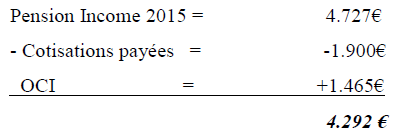 Pension Income 2015 = 4.727€
- Cotisations payées = -1.900€
OCI = +1.465€
4.292 €